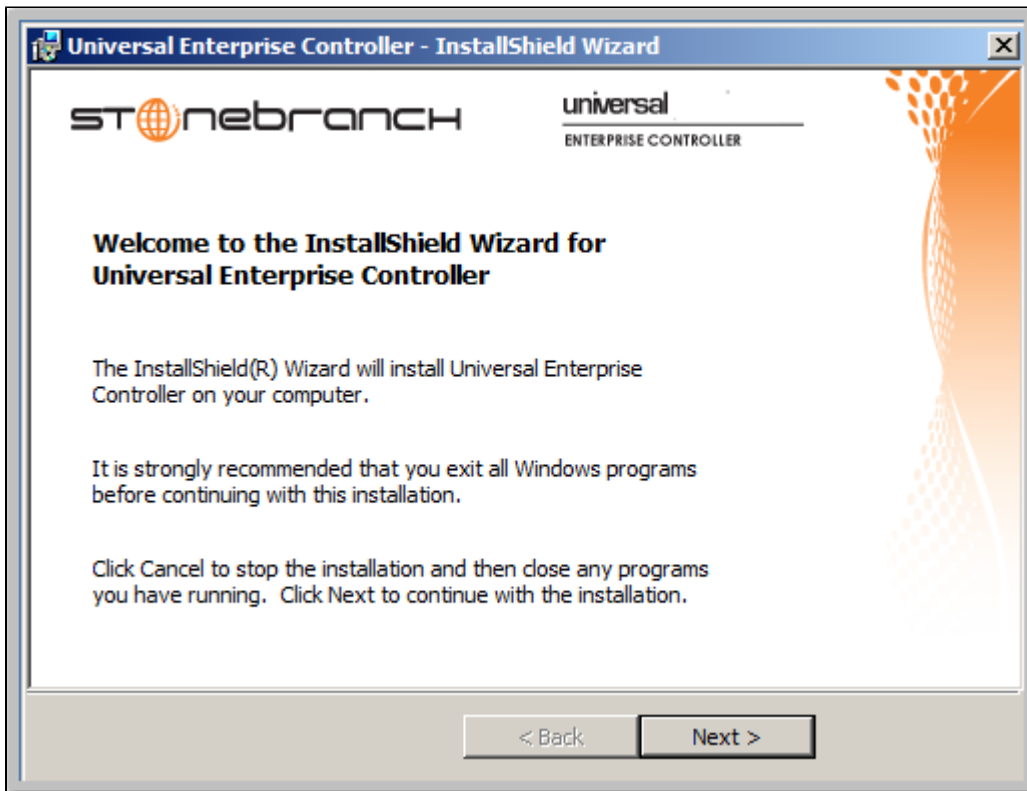 Universal Enterprise Controller - InstallShield Wizard
stonebranch
universal
ENTERPRISE CONTROLLER
Welcome to the InstallShield Wizard for
Universal Enterprise Controller
The InstallShield(R) Wizard will install Universal Enterprise
Controller on your computer.
It is strongly recommended that you exit all Windows programs
before continuing with this installation.
Click Cancel to stop the installation and then close any programs
you have running.  Click Next to continue with the installation.
< Back
Next >